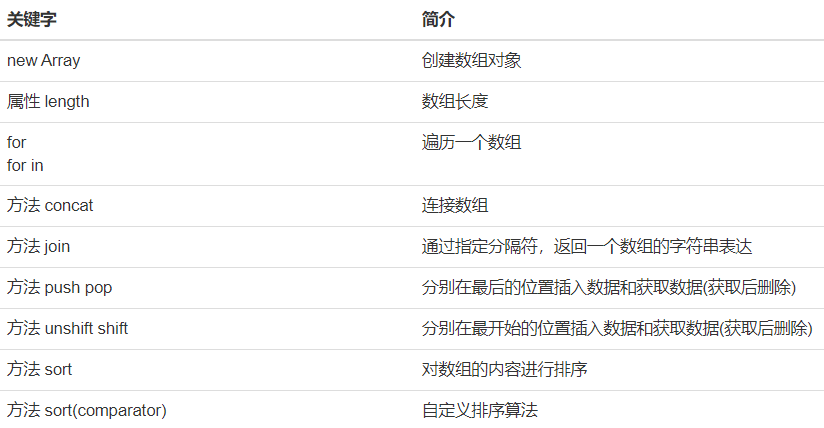 关键字 简介
new Array 创建数组对象
属性 length 数组长度
for 遍历一个数组
for in
方法 concat 连接数组
方法 join 通过指定分隔符，返回一个数组的字符串表达
方法 push pop 分别在最后的位置插入数据和获取数据(获取后删除)
方法 unshift shift 分别在最开始的位置插入数据和获取数据(获取后删除)
方法 sort 对数组的内容进行排序
方法 sort(comparator) 自定义排序算法